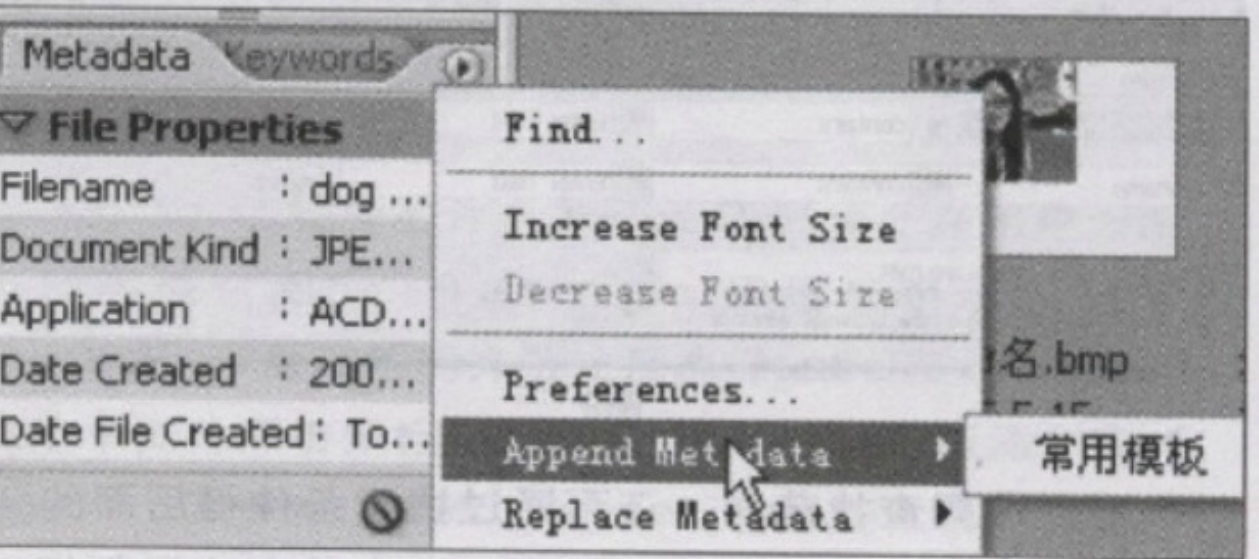 Metadata Keywords
File Properties
Filename : dog ...
Document Kind : JPE...
Application : ACD...
Date Created : 200...
Date File Created : To...
Find...
Increase Font Size
Decrease Font Size
Preferences...
Append Metadata
Replace Metadata
名.bmp
常用模板